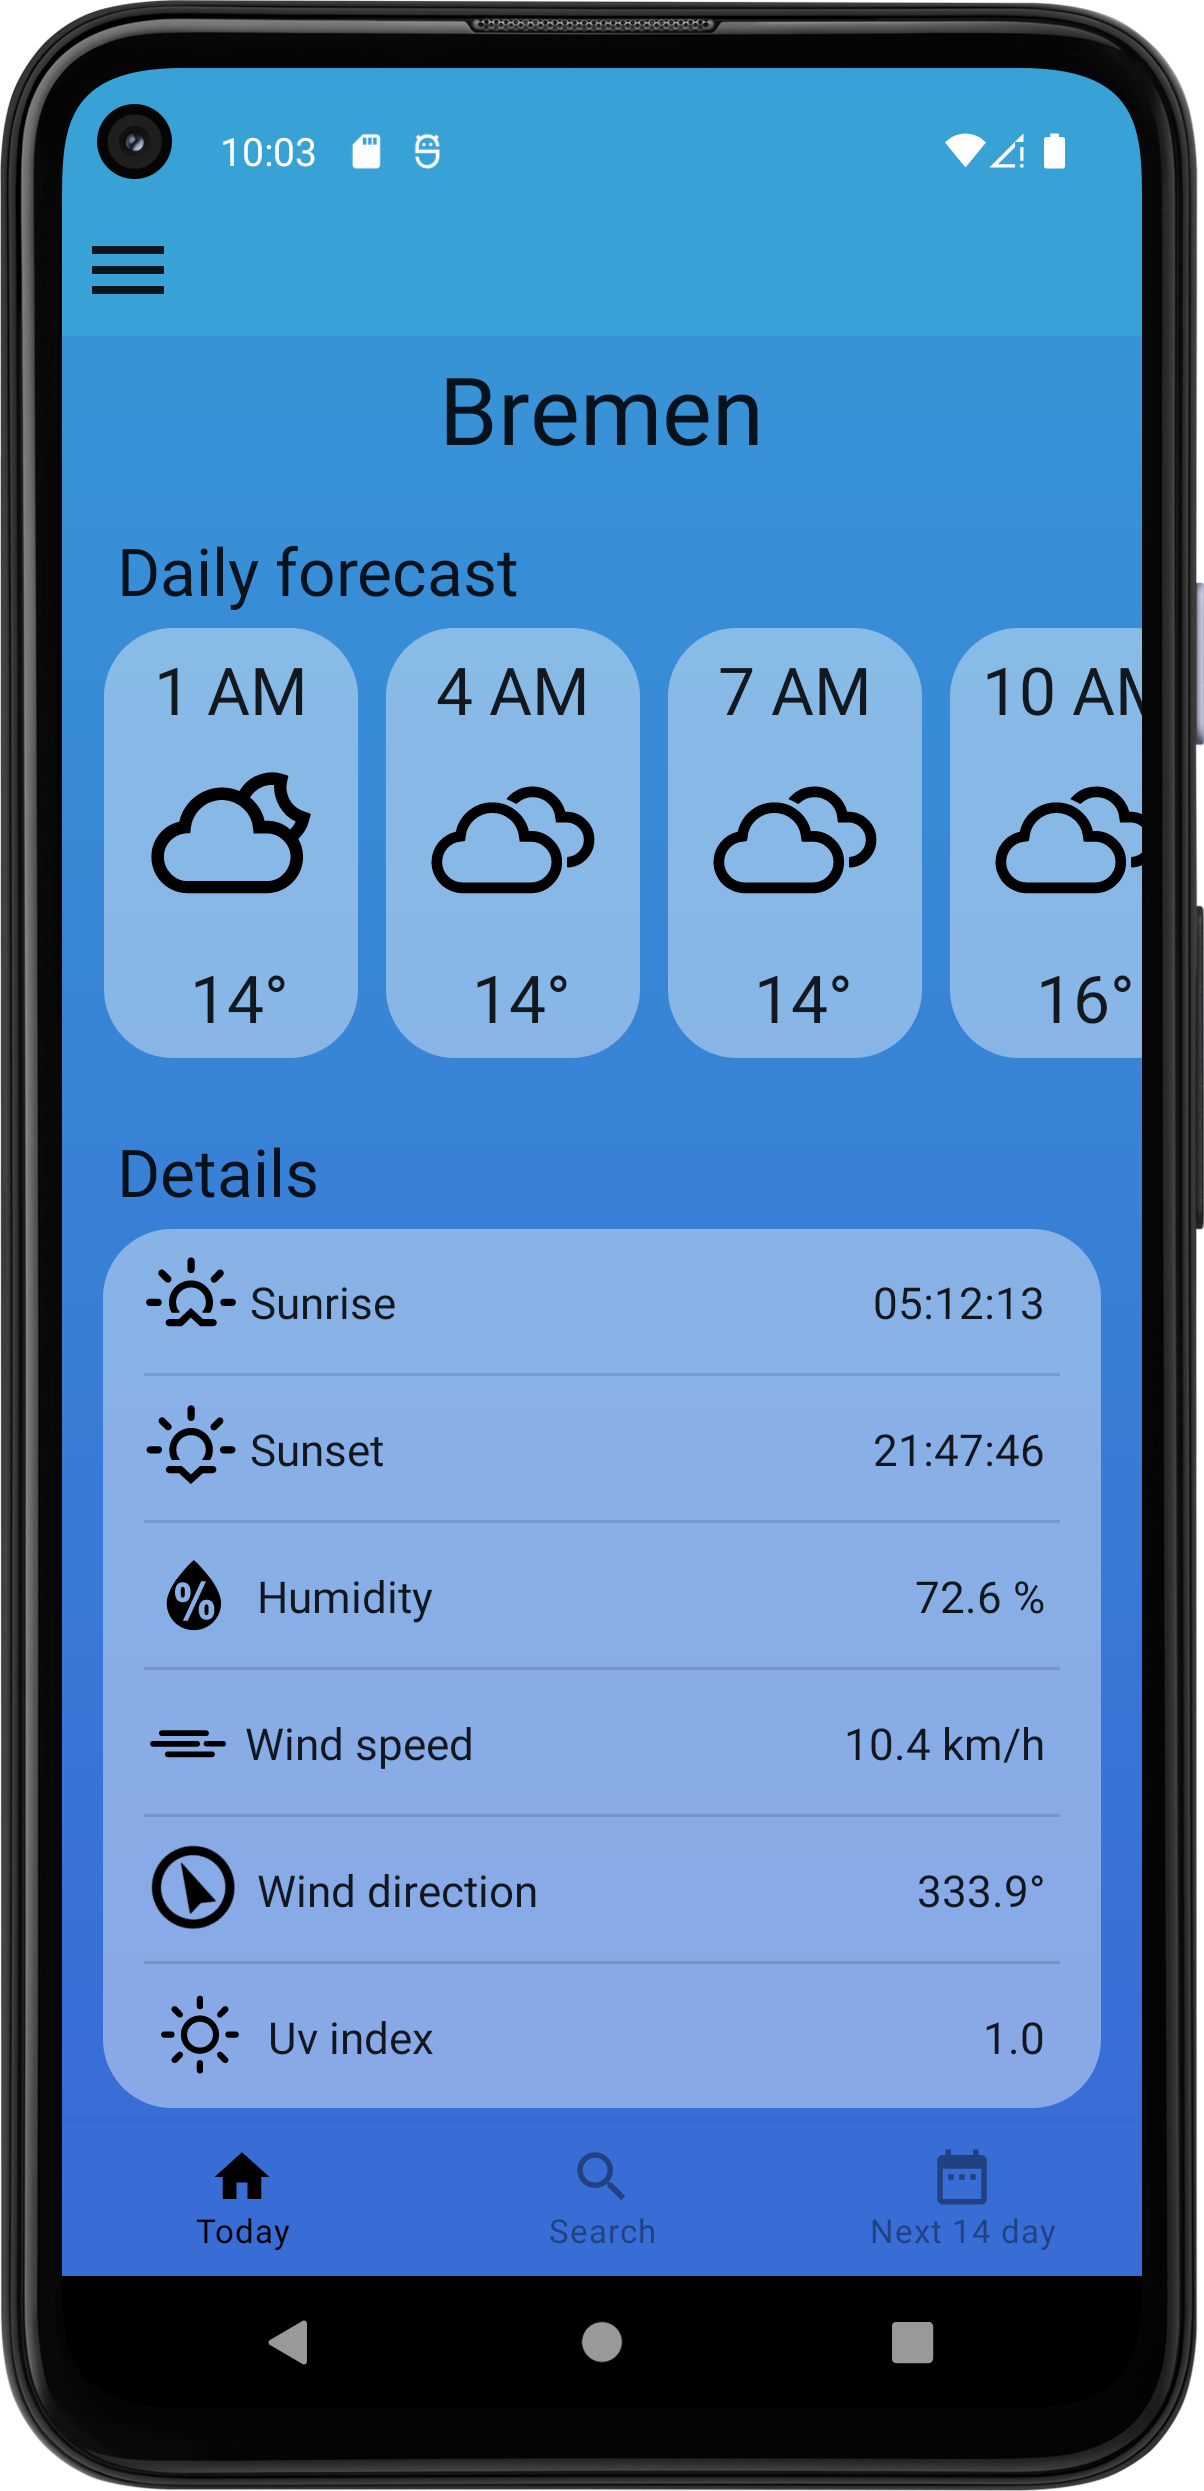 10:03
Bremen
Daily forecast
1 AM 4 AM 7 AM 10 AM
14° 14° 14° 16°
Details
Sunrise 05:12:13
Sunset 21:47:46
% Humidity 72.6 %
Wind speed 10.4 km/h
Wind direction 333.9°
Uv index 1.0
Today Search Next 14 day